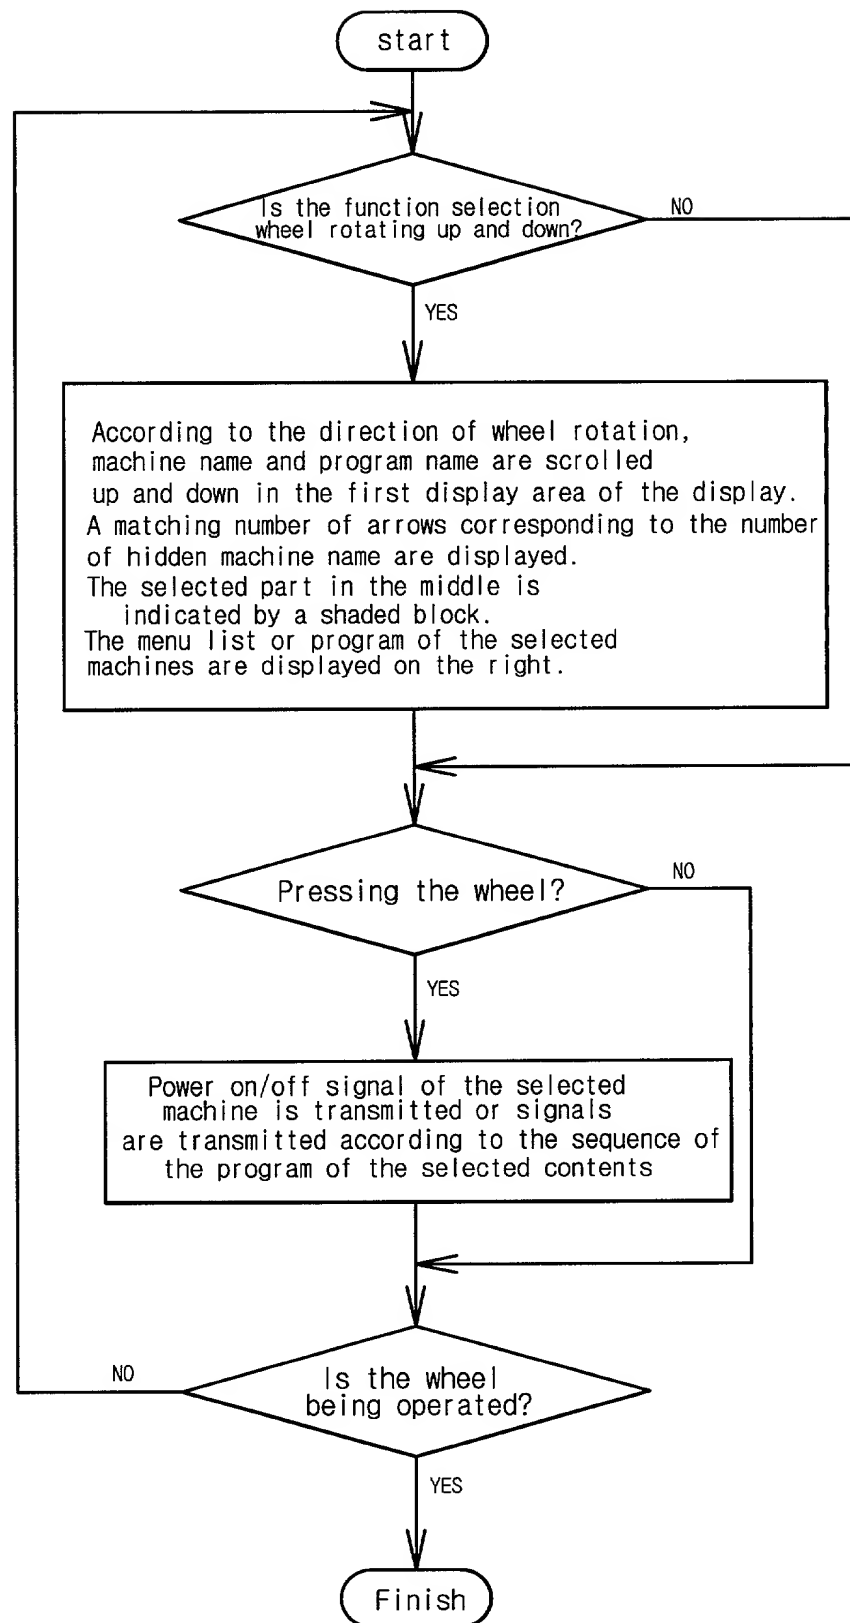 start
Is the function selection
wheel rotating up and down?
NO
YES
According to the direction of wheel rotation,
machine name and program name are scrolled
up and down in the first display area of the display.
A matching number of arrows corresponding to the number
of hidden machine name are displayed.
The selected part in the middle is
indicated by a shaded block.
The menu list or program of the selected
machines are displayed on the right.
Pressing the wheel?
NO
YES
Power on/off signal of the selected
machine is transmitted or signals
are transmitted according to the sequence of
the program of the selected contents
NO
Is the wheel
being operated?
YES
Finish